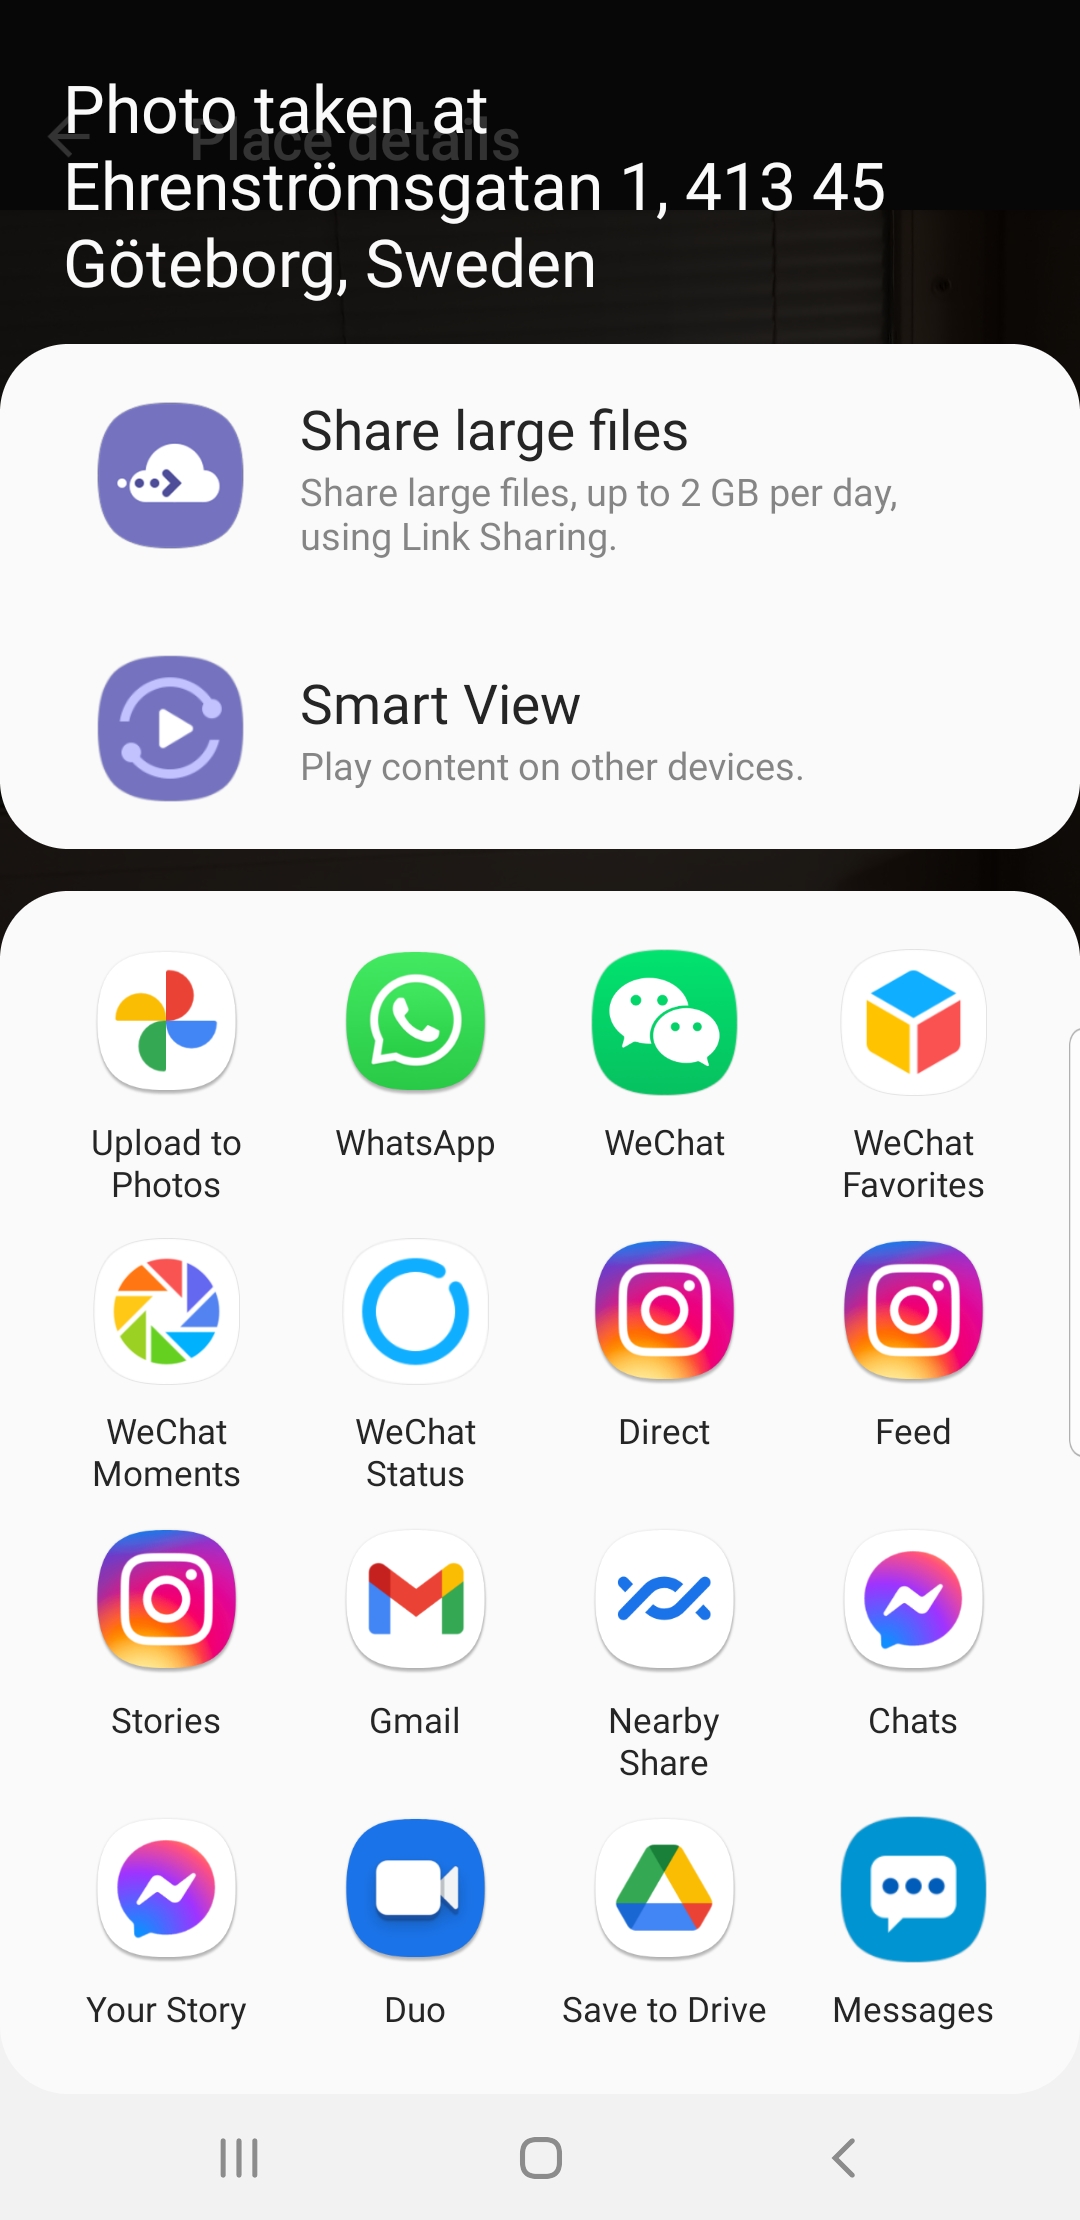 Photo taken at
Place details
Ehrenströmsgatan 1, 413 45
Göteborg, Sweden
Share large files
Share large files, up to 2 GB per day,
using Link Sharing.
Smart View
Play content on other devices.
Upload to
Photos
WhatsApp
WeChat
WeChat
Favorites
WeChat
Moments
WeChat
Status
Direct
Feed
Stories
Gmail
Nearby
Share
Chats
Your Story
Duo
Save to Drive
Messages